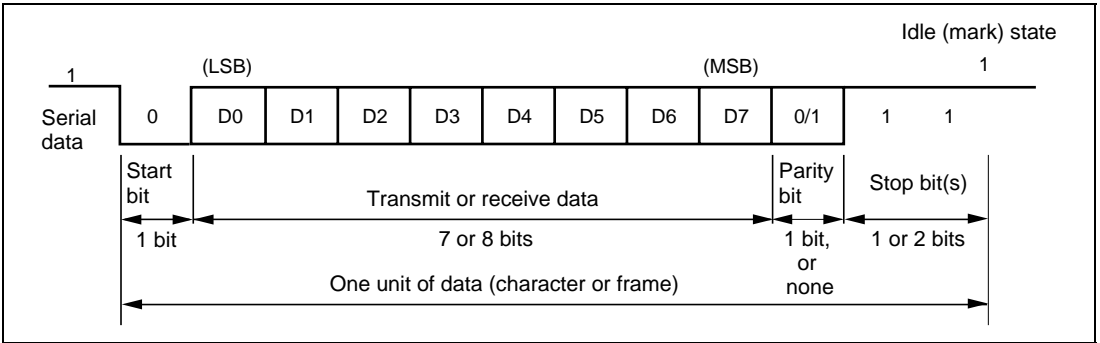 Idle (mark) state
1 (LSB) (MSB) 1
Serial data 0 D0 D1 D2 D3 D4 D5 D6 D7 0/1 1 1
Start bit
Transmit or receive data
Parity bit
Stop bit(s)
1 bit
7 or 8 bits
1 bit, or none
1 or 2 bits
One unit of data (character or frame)